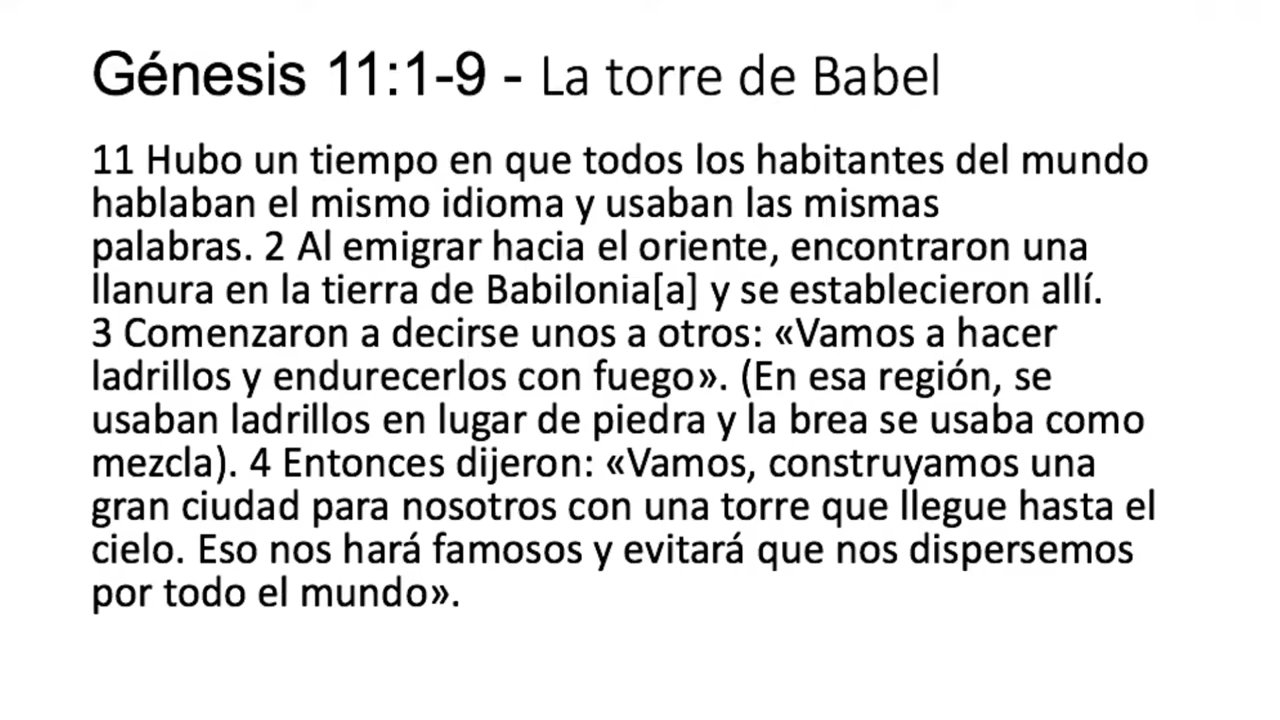 Génesis 11:1-9 - La torre de Babel
11 Hubo un tiempo en que todos los habitantes del mundo
hablaban el mismo idioma y usaban las mismas
palabras. 2 Al emigrar hacia el oriente, encontraron una
llanura en la tierra de Babilonia[a] y se establecieron allí.
3 Comenzaron a decirse unos a otros: «Vamos a hacer
ladrillos y endurecerlos con fuego». (En esa región, se
usaban ladrillos en lugar de piedra y la brea se usaba como
mezcla). 4 Entonces dijeron: «Vamos, construyamos una
gran ciudad para nosotros con una torre que llegue hasta el
cielo. Eso nos hará famosos y evitará que nos dispersemos
por todo el mundo».